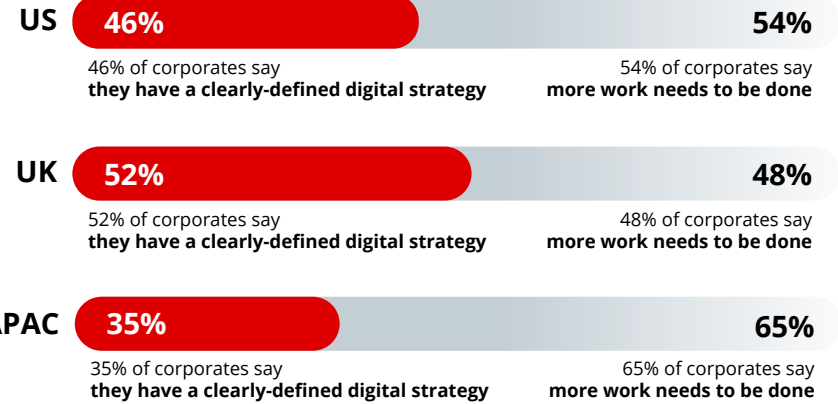 US 46% 54%
46% of corporates say 54% of corporates say
they have a clearly-defined digital strategy more work needs to be done
UK 52% 48%
52% of corporates say 48% of corporates say
they have a clearly-defined digital strategy more work needs to be done
APAC 35% 65%
35% of corporates say 65% of corporates say
they have a clearly-defined digital strategy more work needs to be done